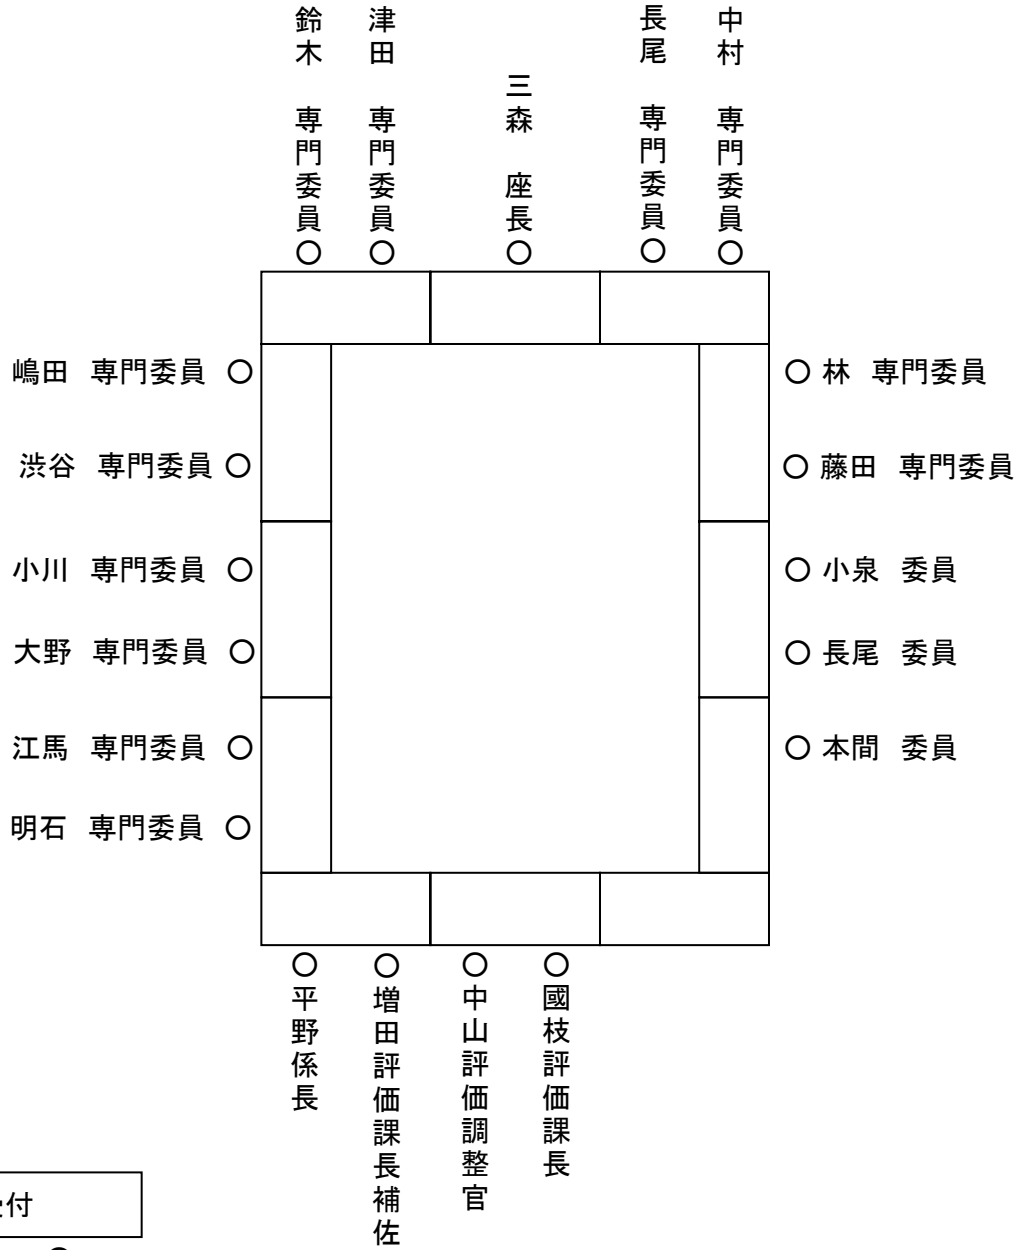 鈴木 専門委員
津田 専門委員
三森 座長
長尾 専門委員
中村 専門委員
嶋田 専門委員
林 専門委員
渋谷 専門委員
藤田 専門委員
小川 専門委員
小泉 委員
大野 専門委員
長尾 委員
江馬 専門委員
本間 委員
明石 専門委員
平野係長
増田評価課長補佐
中山評価調整官
國枝評価課長
付